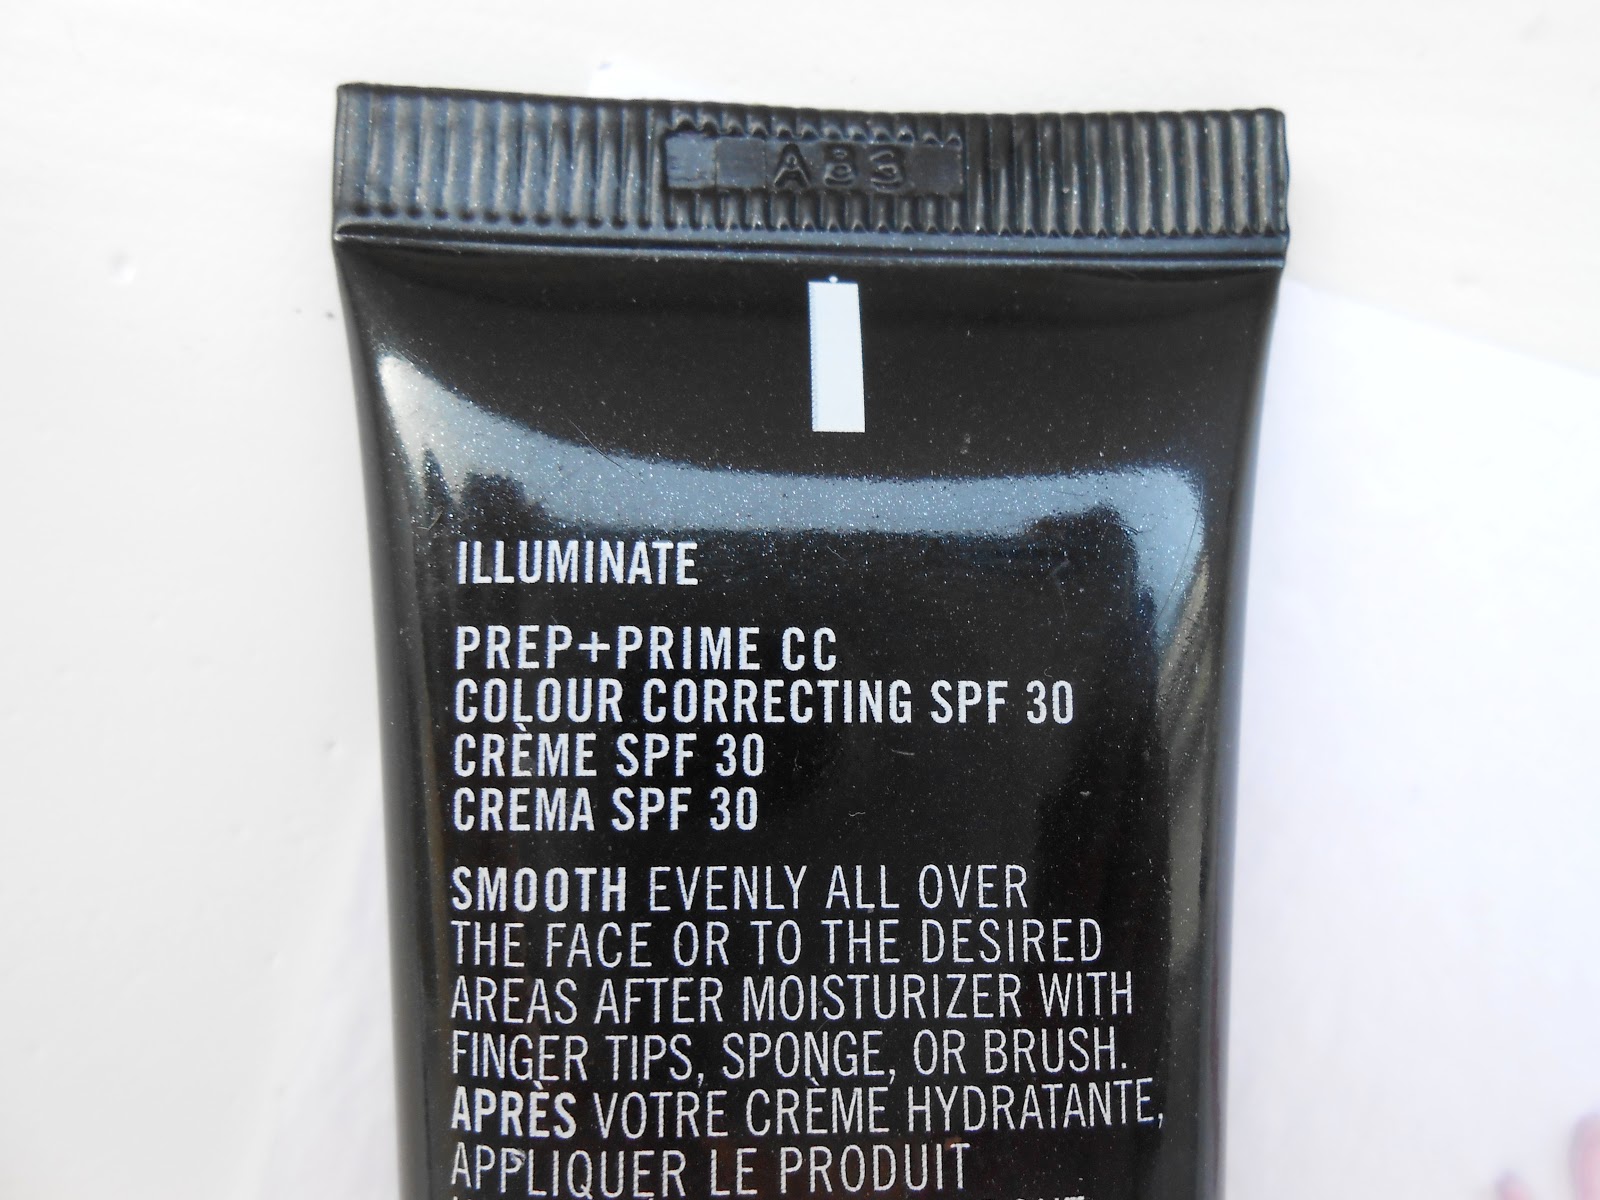 A83
ILLUMINATE
PREP+PRIME CC
COLOUR CORRECTING SPF 30
CRÈME SPF 30
CREMA SPF 30
SMOOTH EVENLY ALL OVER
THE FACE OR TO THE DESIRED
AREAS AFTER MOISTURIZER WITH
FINGER TIPS, SPONGE, OR BRUSH.
APRÈS VOTRE CRÈME HYDRATANTE,
APPLIQUER LE PRODUIT